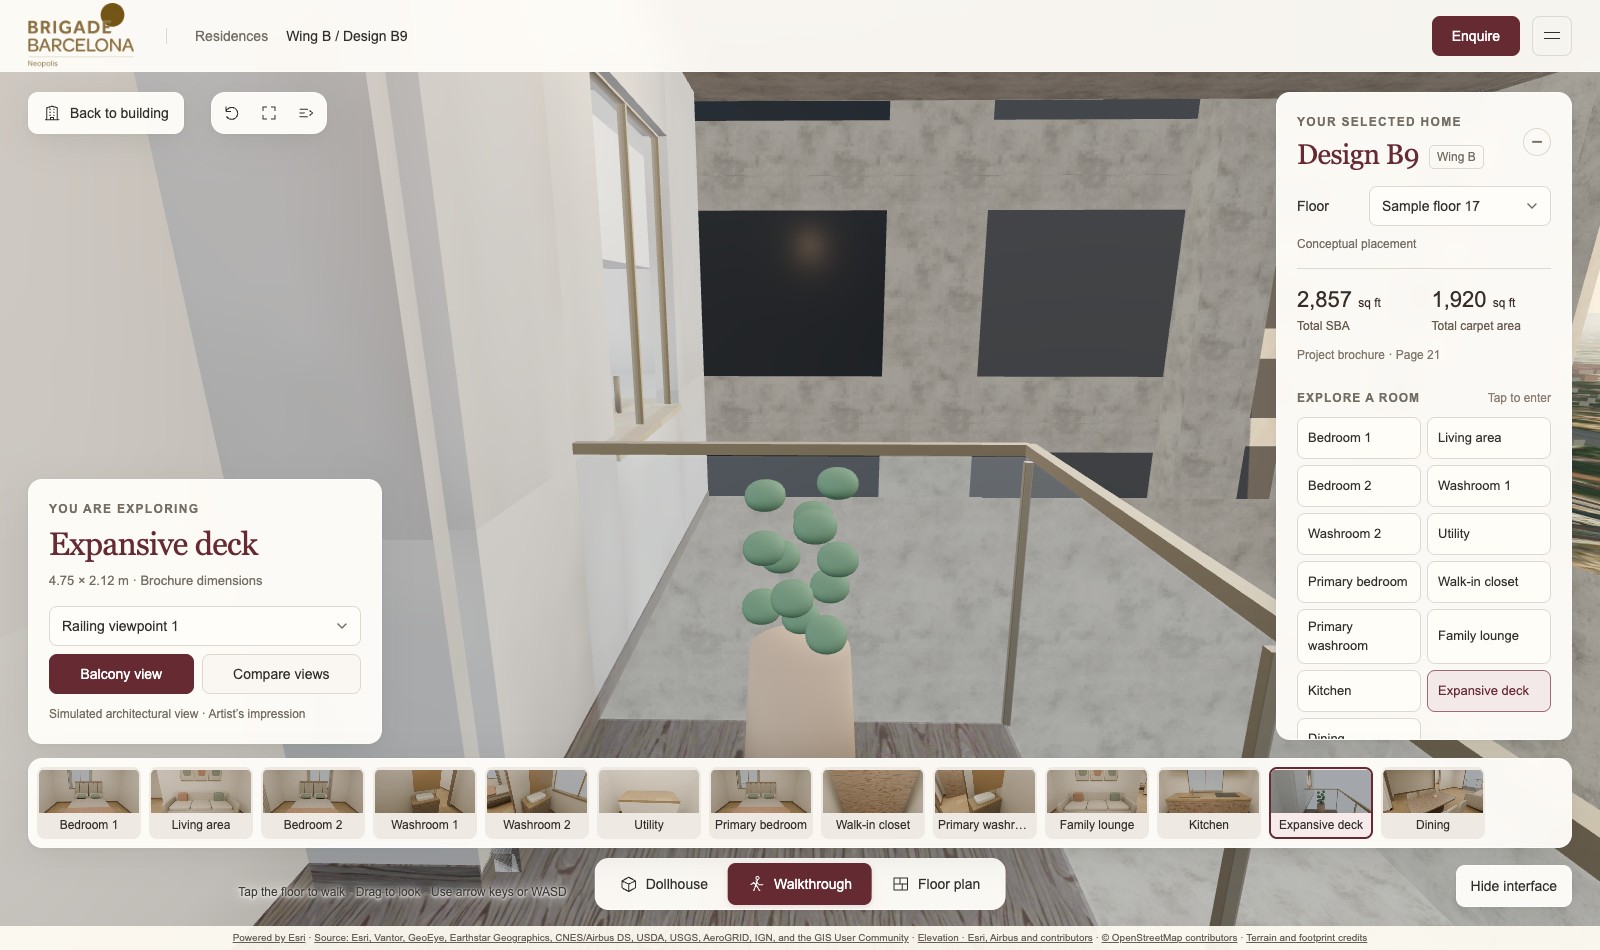 BRIGADE
BARCELONA
Neopolis
Residences
Wing B / Design B9
Enquire
Back to building
YOUR SELECTED HOME
Design B9
Wing B
Floor
Sample floor 17
Conceptual placement
2,857 sq ft
Total SBA
1,920 sq ft
Total carpet area
Project brochure · Page 21
EXPLORE A ROOM
Tap to enter
Bedroom 1
Living area
Bedroom 2
Washroom 1
Washroom 2
Utility
Primary bedroom
Walk-in closet
Primary
washroom
Family lounge
Kitchen
Expansive deck
Dining
YOU ARE EXPLORING
Expansive deck
4.75 × 2.12 m · Brochure dimensions
Railing viewpoint 1
Balcony view
Compare views
Simulated architectural view · Artist's impression
Bedroom 1
Living area
Bedroom 2
Washroom 1
Washroom 2
Utility
Primary bedroom
Walk-in closet
Primary washr…
Family lounge
Kitchen
Expansive deck
Dining
Tap the floor to walk · Drag to look · Use arrow keys or WASD
Dollhouse
Walkthrough
Floor plan
Hide interface
Powered by Esri · Source: Esri, Vantor, GeoEye, Earthstar Geographics, CNES/Airbus DS, USDA, USGS, AeroGRID, IGN, and the GIS User Community · Elevation · Esri, Airbus and contributors · © OpenStreetMap contributors · Terrain and footprint credits